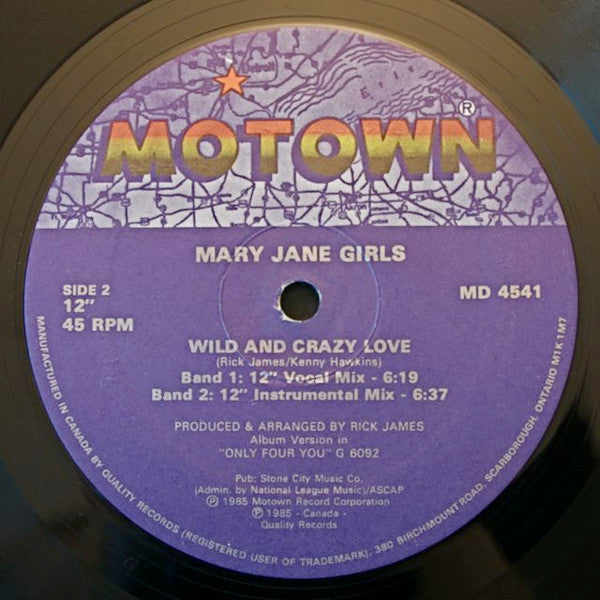 Erie
MOTOWN®
MARY JANE GIRLS
SIDE 2
12"
45 RPM
MD 4541
WILD AND CRAZY LOVE
(Rick James/Kenny Hawkins)
Band 1: 12" Vocal Mix - 6:19
Band 2: 12" Instrumental Mix - 6:37
PRODUCED & ARRANGED BY RICK JAMES
Album Version in
"ONLY FOUR YOU" G 6092
Pub: Stone City Music Co.
(Admin. by National League Music)/ASCAP
℗ 1985 Motown Record Corporation
℗ 1985 - Canada -
Quality Records
MANUFACTURED IN CANADA BY QUALITY RECORDS (REGISTERED USER OF TRADEMARK), 380 BIRCHMOUNT ROAD, SCARBOROUGH, ONTARIO M1K 1M7